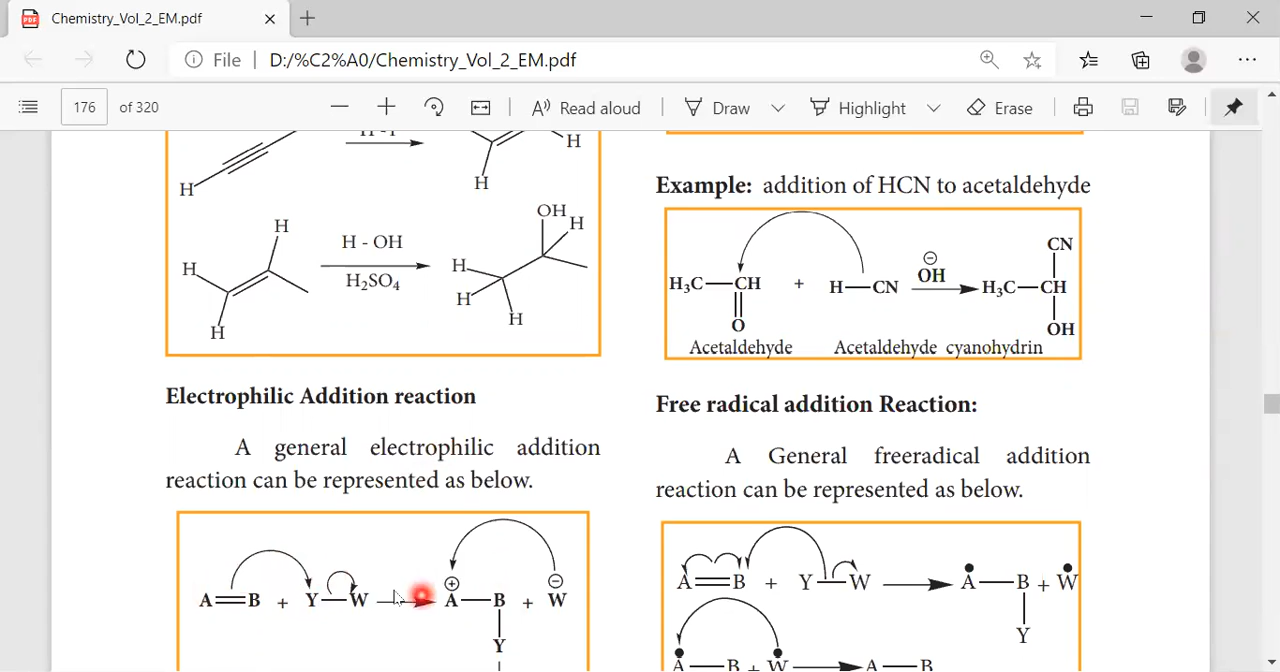 Chemistry_Vol_2_EM.pdf
File D:/%C2%A0/Chemistry_Vol_2_EM.pdf
176 of 320 Read aloud Draw Highlight Erase
H
H
H
H
H
H
H - OH
H₂SO₄
OH
H
H
H
H
Electrophilic Addition reaction
A general electrophilic addition
reaction can be represented as below.
A=B + Y—W → A—B + W
⊕ ⊖
Y
Example: addition of HCN to acetaldehyde
CN
⊖
OH
H₃C—CH + H—CN → H₃C—CH
O
OH
Acetaldehyde Acetaldehyde cyanohydrin
Free radical addition Reaction:
A General freeradical addition
reaction can be represented as below.
A=B + Y—W → A—B + W
Y
A—B + W → A—B